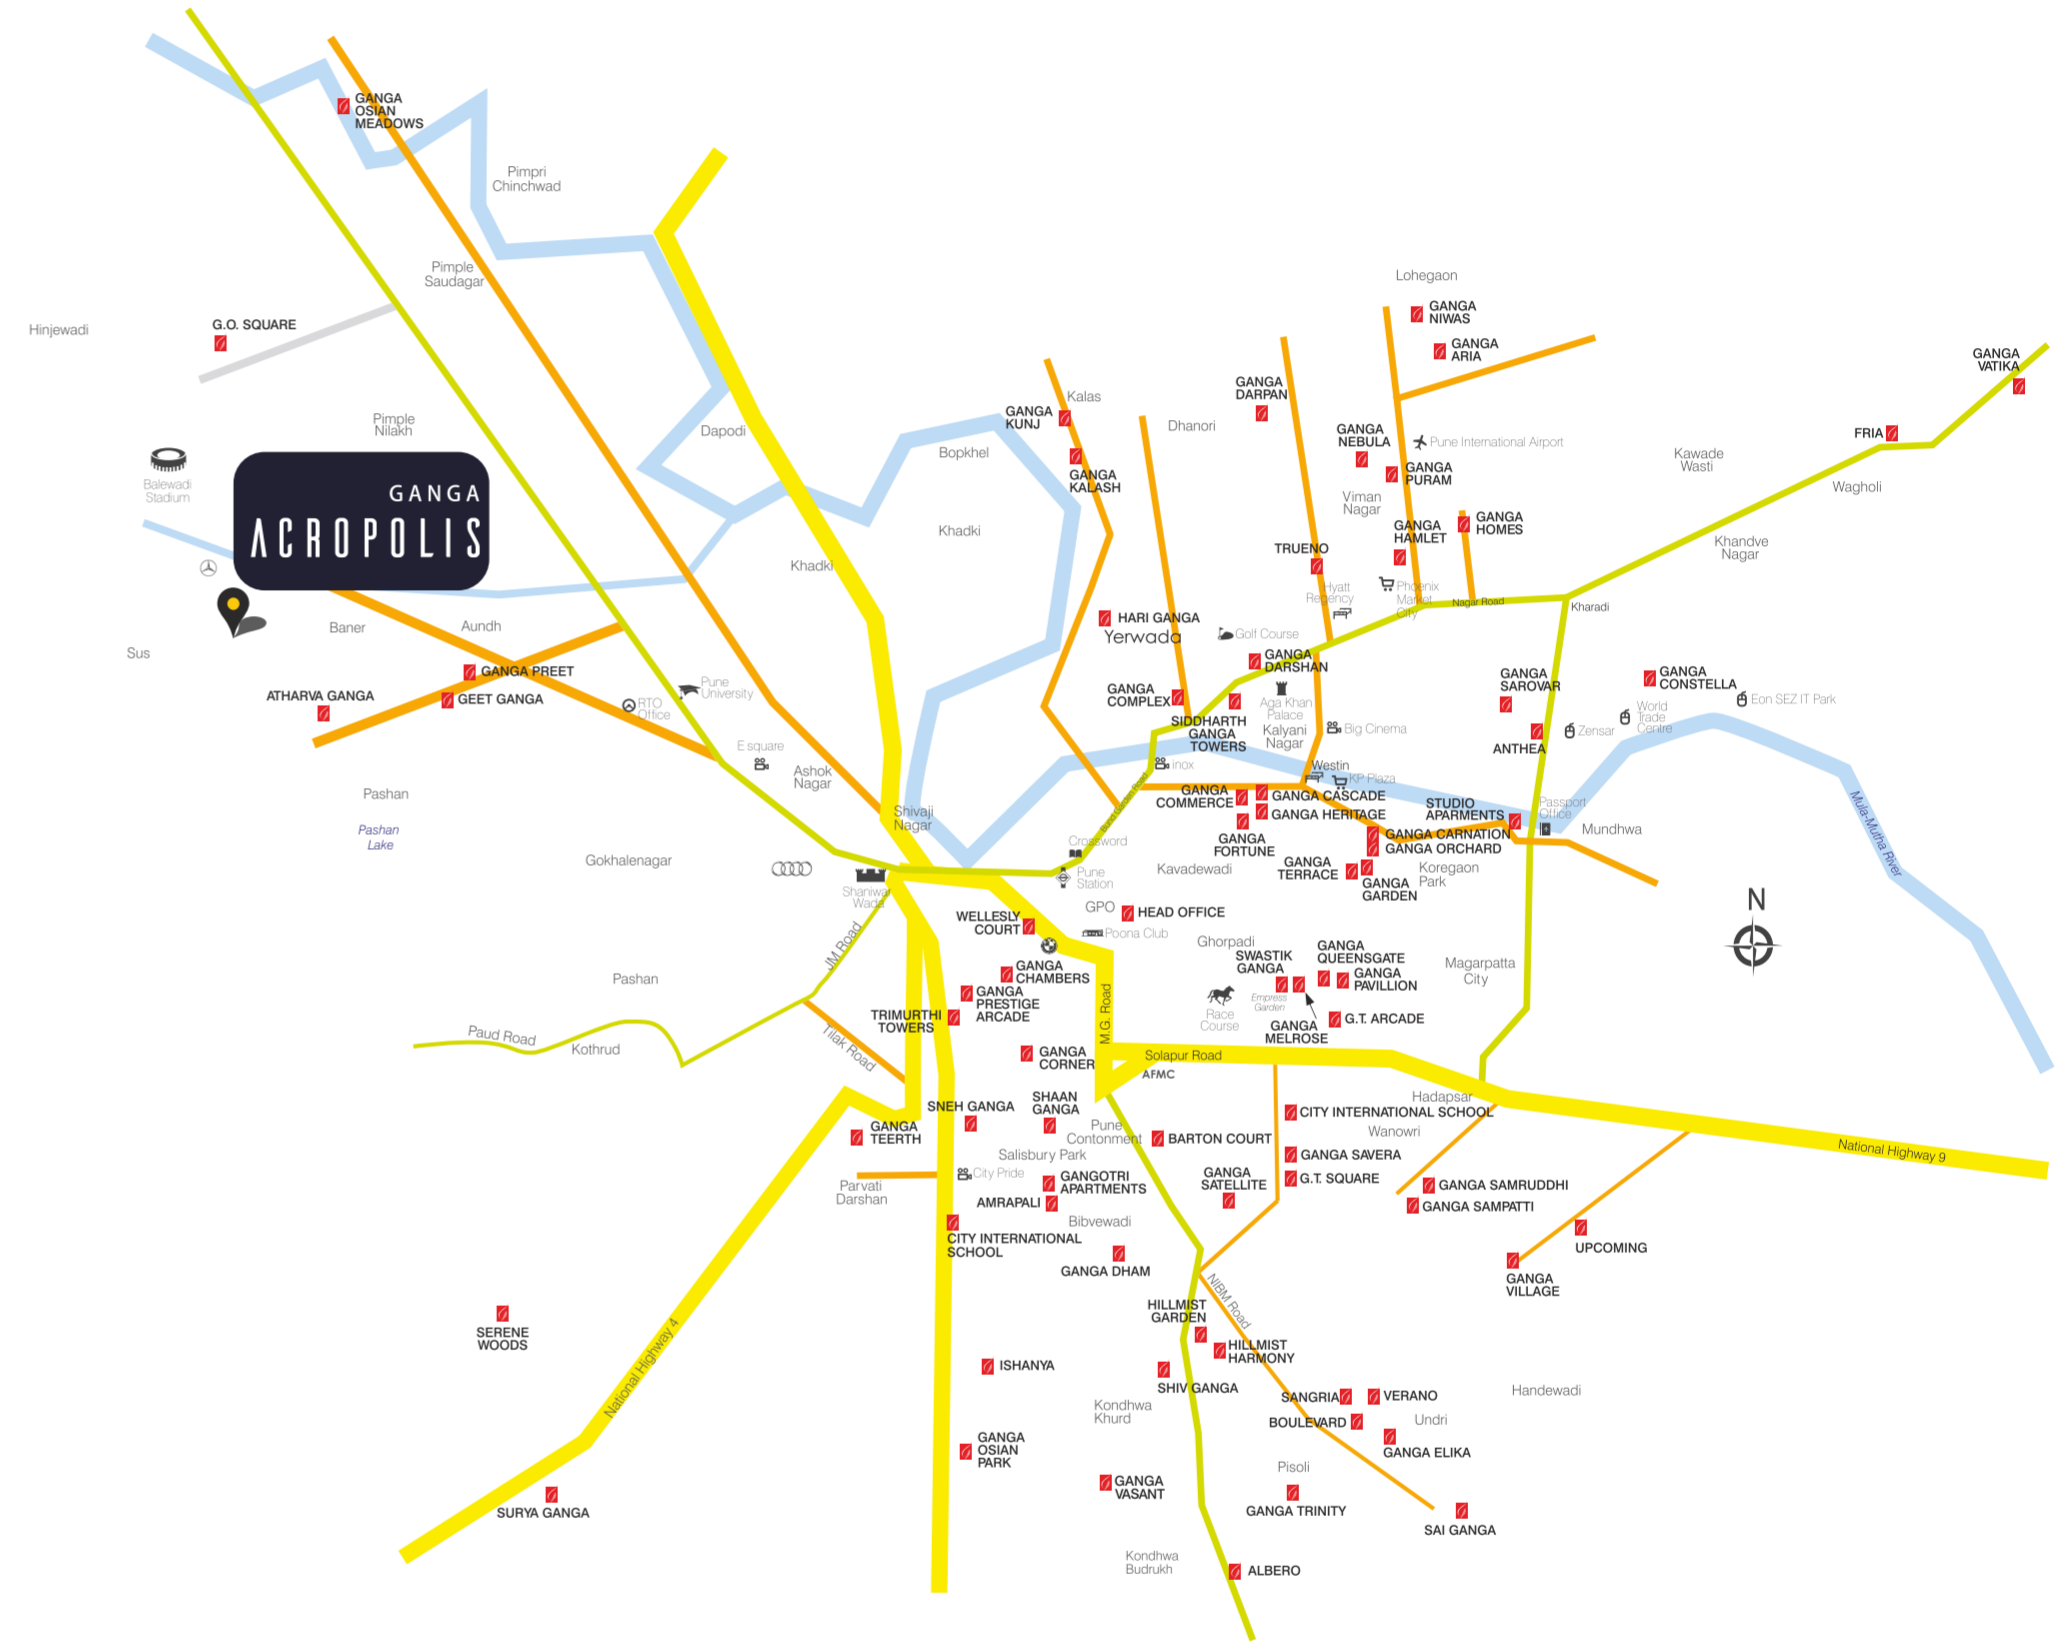 GANGA
OSIAN
MEADOWS
Pimpri
Chinchwad
Pimple
Saudagar
Hinjewadi
G.O. SQUARE
Pimple
Nilakh
Balewadi
Stadium
GANGA
ACROPOLIS
Dapodi
Khadki
Bopkhel
Khadki
Kalas
GANGA
KUNJ
GANGA
KALASH
Dhanori
GANGA
DARPAN
Lohegaon
GANGA
NIWAS
GANGA
ARIA
GANGA
NEBULA
Pune International Airport
GANGA
PURAM
Viman
Nagar
GANGA
HAMLET
GANGA
HOMES
TRUENO
Hyatt
Regency
Phoenix
Market
City
Nagar Road
Kharadi
Kawade
Wasti
Wagholi
Khandve
Nagar
FRIA
GANGA
VATIKA
Sus
Baner
Aundh
GANGA PREET
GEET GANGA
ATHARVA GANGA
RTO
Office
Pune
University
E square
Ashok
Nagar
Shivaji
Nagar
HARI GANGA
Yerwada
Golf Course
GANGA
DARSHAN
GANGA
COMPLEX
SIDDHARTH
GANGA
TOWERS
Aga Khan
Palace
Kalyani
Nagar
Big Cinema
inox
Bund Garden Road
Westin
KP Plaza
GANGA
SAROVAR
GANGA
CONSTELLA
ANTHEA
Zensar
World
Trade
Centre
Eon SEZ IT Park
Mula-Mutha River
Pashan
Pashan
Lake
Gokhalenagar
Shaniwar
Wada
Crossword
Pune
Station
GANGA
COMMERCE
GANGA CASCADE
GANGA HERITAGE
GANGA
FORTUNE
GANGA CARNATION
GANGA ORCHARD
STUDIO
APARMENTS
Passport
Office
Mundhwa
Kavadewadi
GANGA
TERRACE
GANGA
GARDEN
Koregaon
Park
GPO
HEAD OFFICE
Poona Club
WELLESLY
COURT
GANGA
CHAMBERS
GANGA
PRESTIGE
ARCADE
TRIMURTHI
TOWERS
Ghorpadi
SWASTIK
GANGA
GANGA
QUEENSGATE
GANGA
PAVILLION
Empress
Garden
Race
Course
GANGA
MELROSE
G.T. ARCADE
Magarpatta
City
N
Pashan
JM Road
Paud Road
Kothrud
Tilak Road
M.G. Road
GANGA
CORNER
Solapur Road
AFMC
SNEH GANGA
SHAAN
GANGA
GANGA
TEERTH
Pune
Contonment
BARTON COURT
CITY INTERNATIONAL SCHOOL
Hadapsar
Wanowri
National Highway 9
Salisbury Park
City Pride
Parvati
Darshan
GANGOTRI
APARTMENTS
AMRAPALI
GANGA
SATELLITE
GANGA SAVERA
G.T. SQUARE
GANGA SAMRUDDHI
GANGA SAMPATTI
Bibvewadi
CITY INTERNATIONAL
SCHOOL
GANGA DHAM
UPCOMING
GANGA
VILLAGE
NIBM Road
HILLMIST
GARDEN
HILLMIST
HARMONY
SERENE
WOODS
National Highway 4
ISHANYA
SHIV GANGA
SANGRIA
VERANO
BOULEVARD
Undri
GANGA ELIKA
Handewadi
Kondhwa
Khurd
GANGA
OSIAN
PARK
GANGA
VASANT
Pisoli
GANGA TRINITY
SAI GANGA
SURYA GANGA
Kondhwa
Budrukh
ALBERO